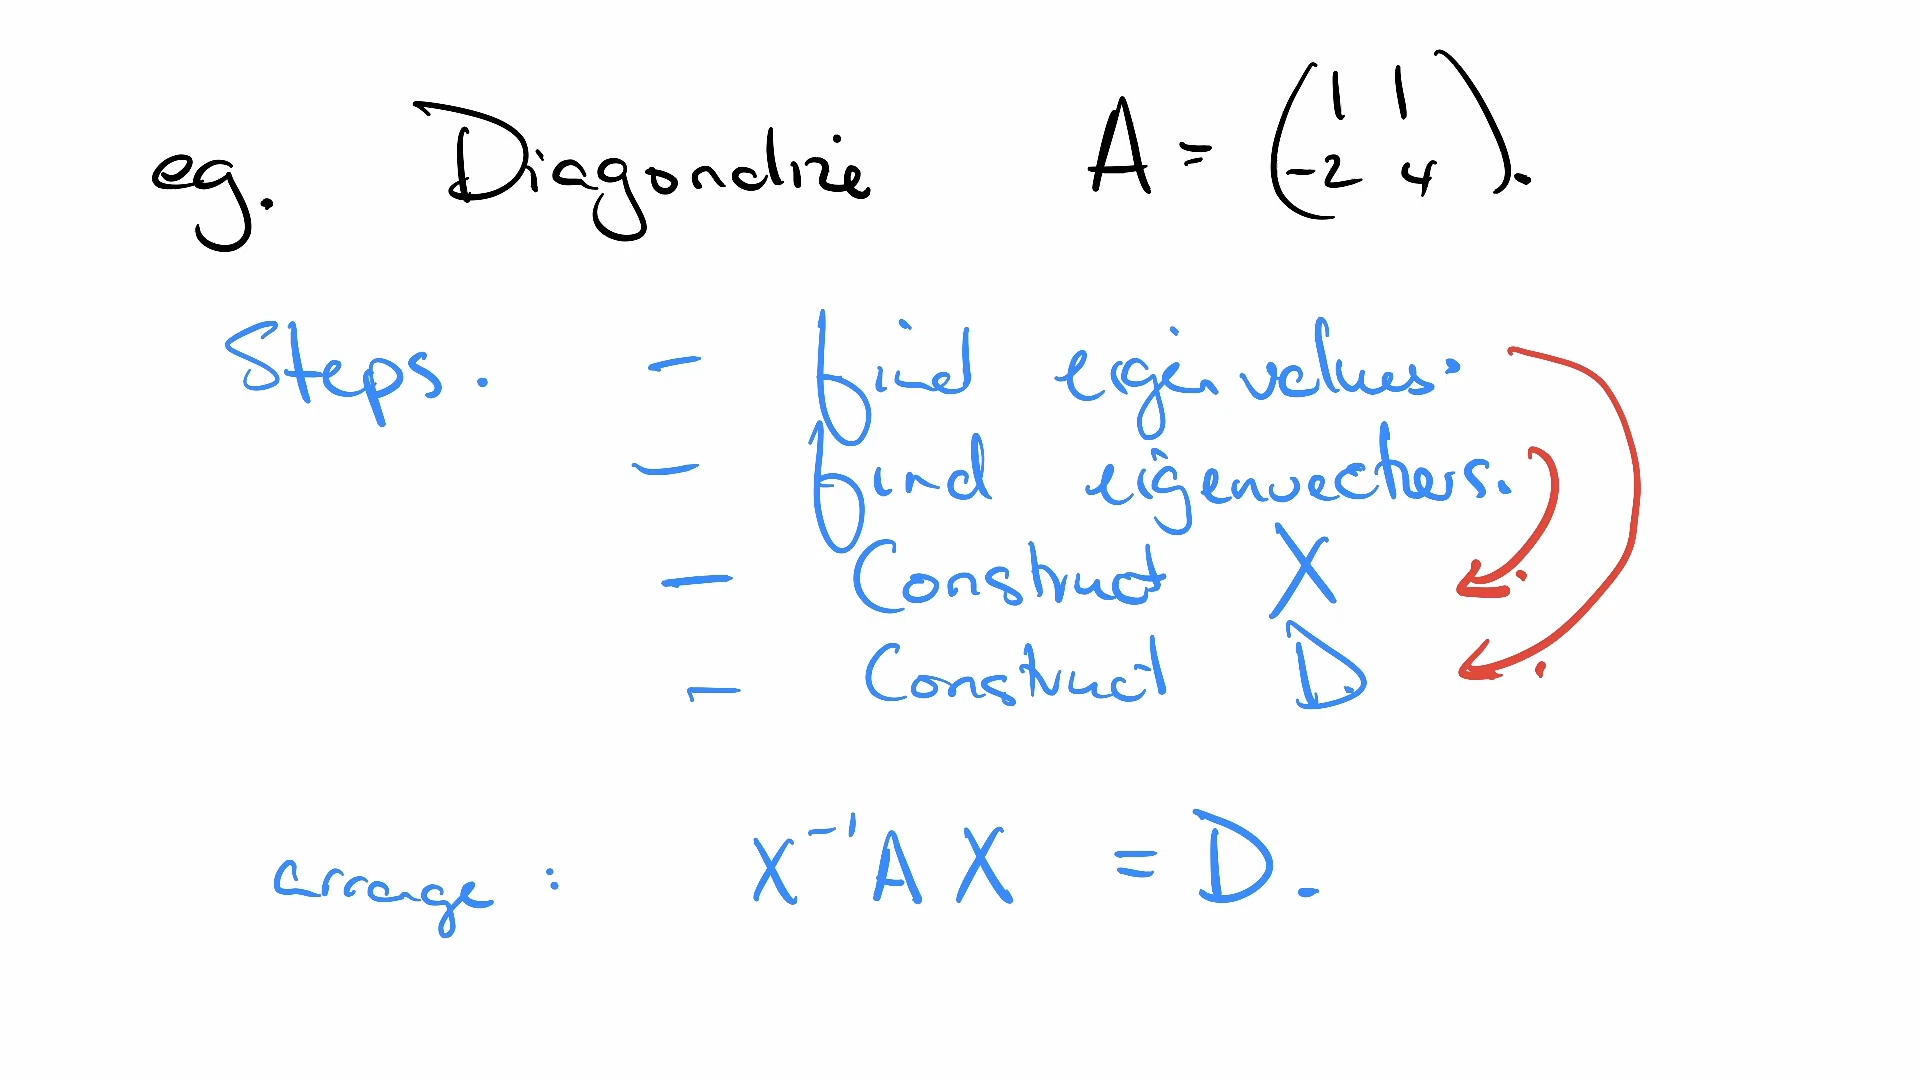 eg. Diagonalize A = (1 1
-2 4).
Steps. - find eigenvalues.
- find eigenvectors.
- Construct X
- Construct D
arrange : X⁻¹AX = D.